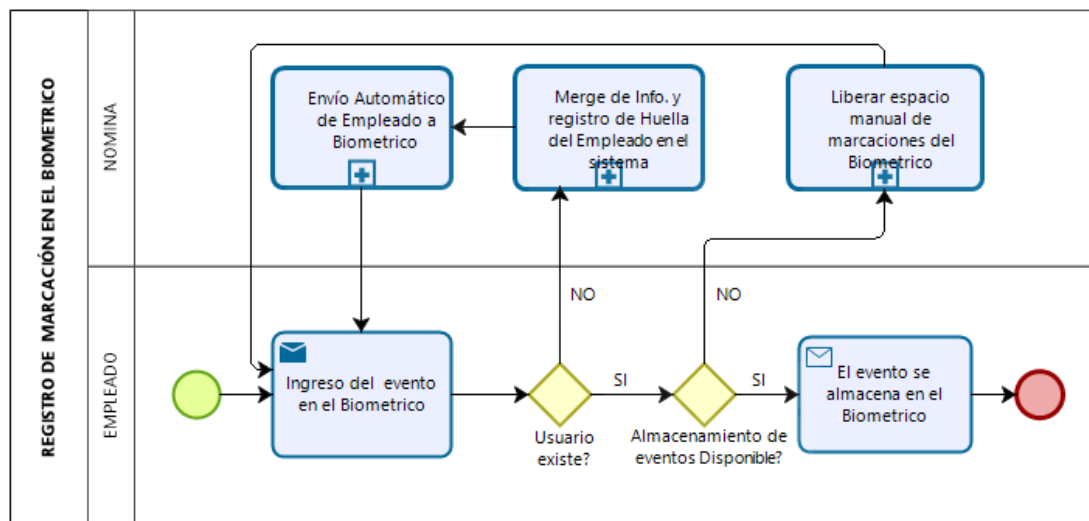 REGISTRO DE MARCACIÓN EN EL BIOMETRICO
NOMINA
Envío Automático
de Empleado a
Biometrico
Merge de Info. y
registro de Huella
del Empleado en el
sistema
Liberar espacio
manual de
marcaciones del
Biometrico
EMPLEADO
NO
NO
Ingreso del evento
en el Biometrico
SI
SI
El evento se
almacena en el
Biometrico
Usuario
existe?
Almacenamiento de
eventos Disponible?